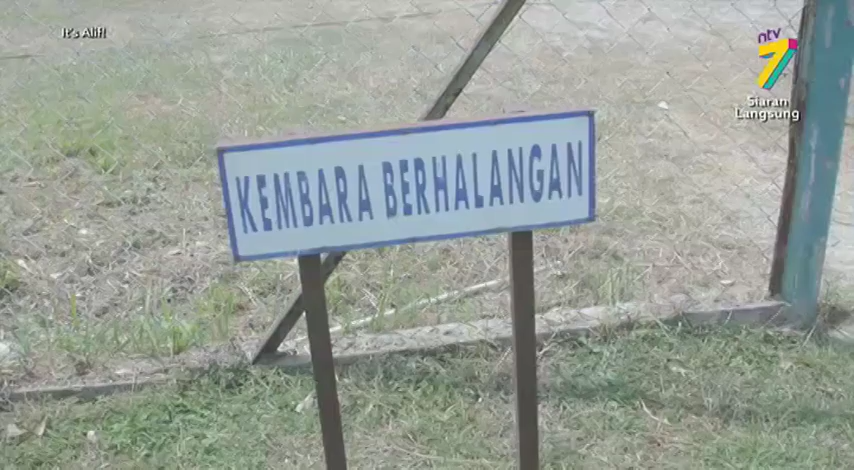 It's Alif!
ntv
7
Siaran
Langsung
KEMBARA BERHALANGAN